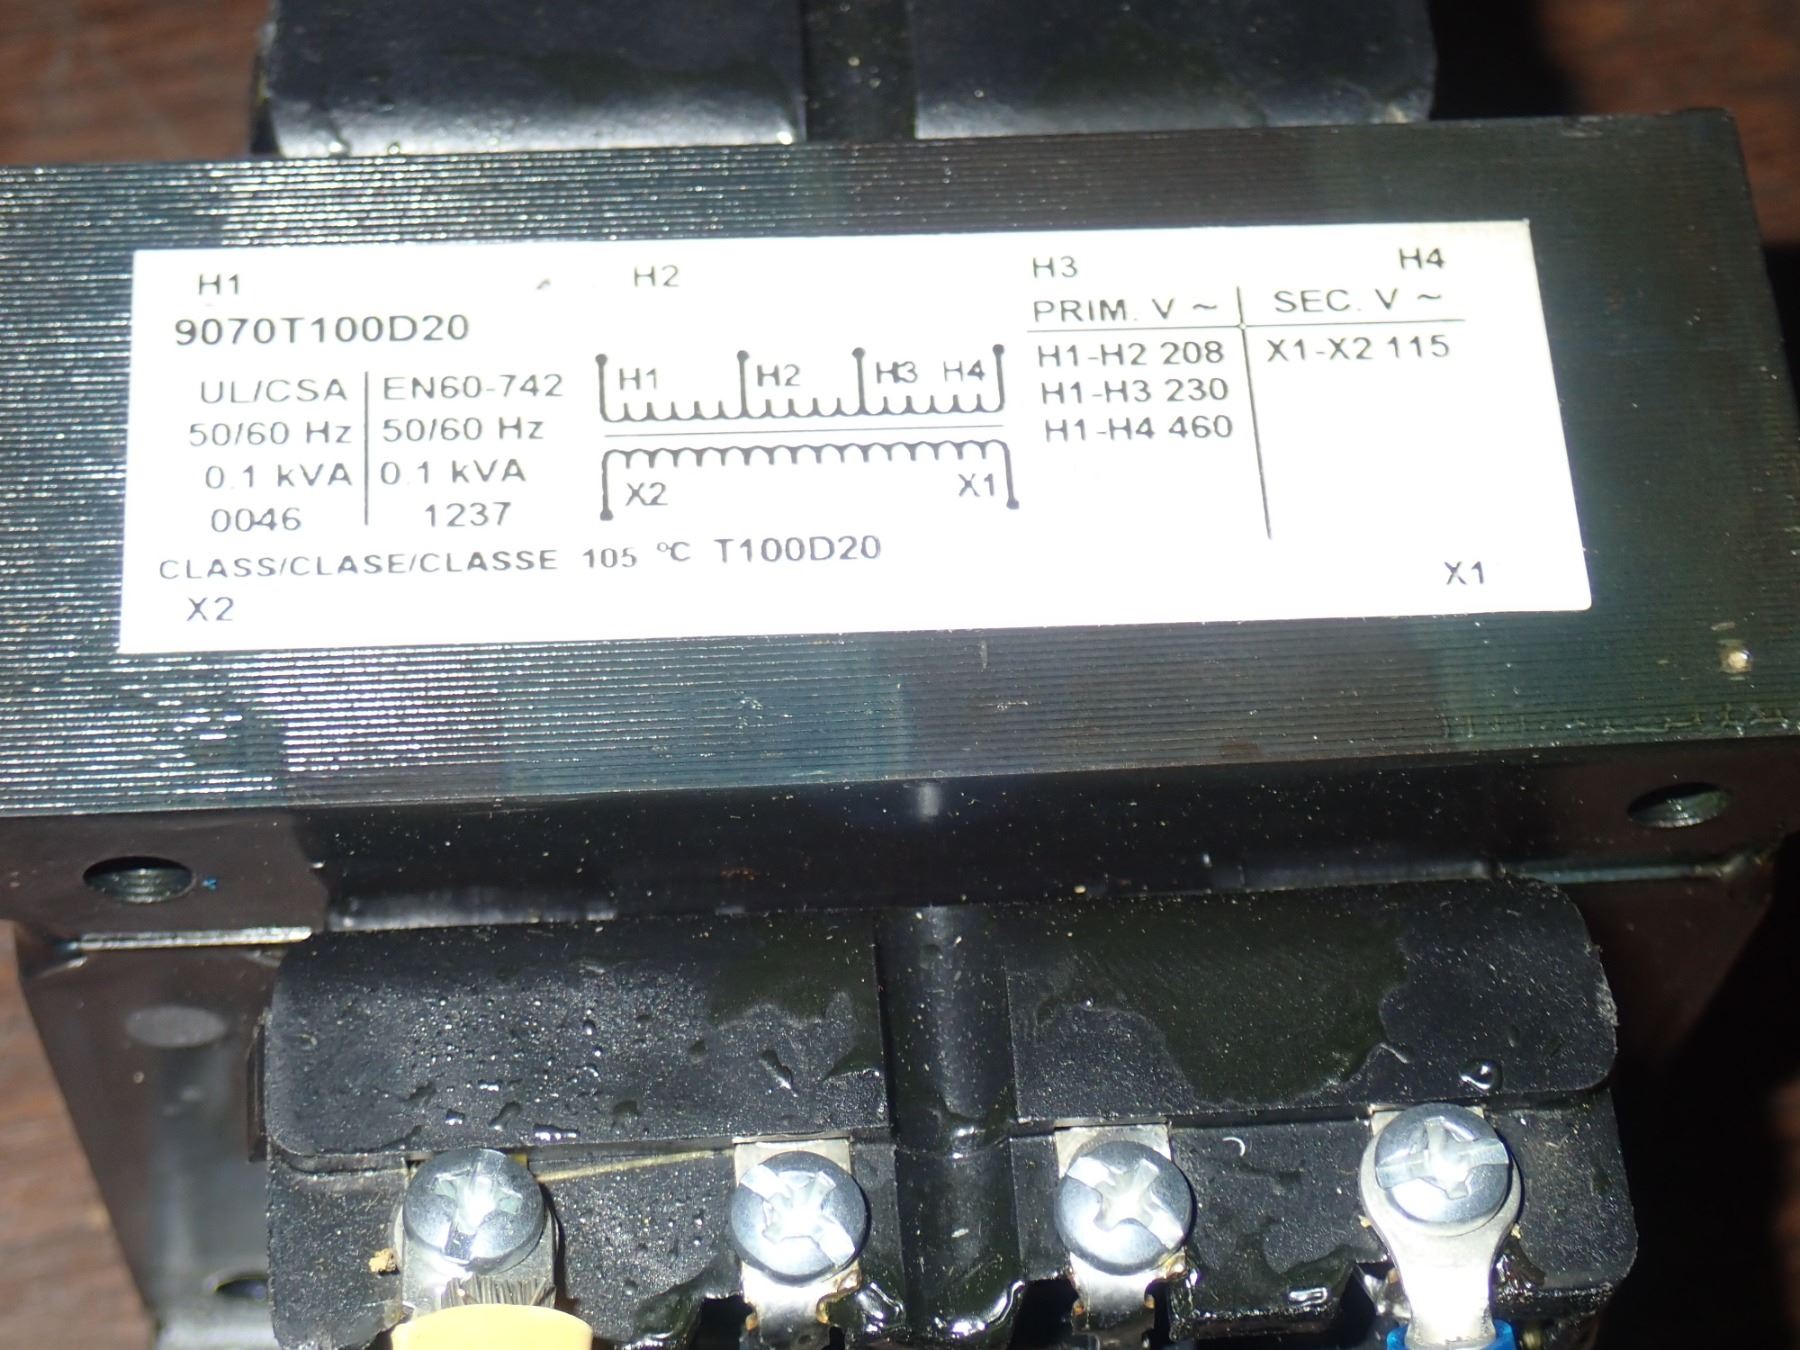 H1 H2 H3 H4
9070T100D20
UL/CSA EN60-742
50/60 Hz 50/60 Hz
0.1 kVA 0.1 kVA
0046 1237
CLASS/CLASE/CLASSE 105 °C T100D20
H1 H2 H3 H4
X2 X1
PRIM. V ~ SEC. V ~
H1-H2 208 X1-X2 115
H1-H3 230
H1-H4 460
X2 X1